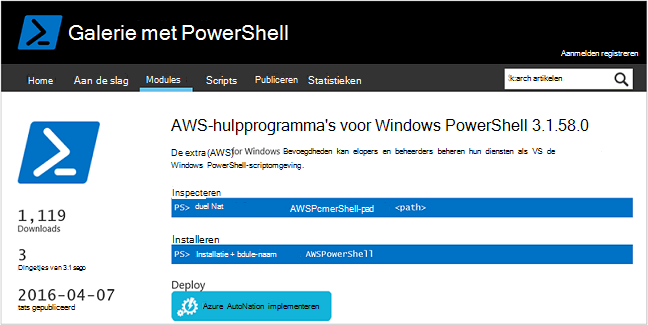 Galerie met PowerShell
Aanmelden registreren
Home Aan de slag Modules Scripts Publiceren Statistieken
arch artikelen
AWS-hulpprogramma's voor Windows PowerShell 3.1.58.0
De extra (AWS) for Windows Bevoegdheden kan elopers en beheerders beheren hun diensten als VS de
Windows PowerShell-scriptomgeving.
1,119
Downloads
3
Dingetjes van 3.1 sago
2016-04-07
tats gepubliceerd
Inspecteren
PS> duel Nat AWSPcmerShell-pad <path>
Installeren
PS> Installatie + bdule-naam AWSPowerShell
Deploy
Azure AutoNation implementeren